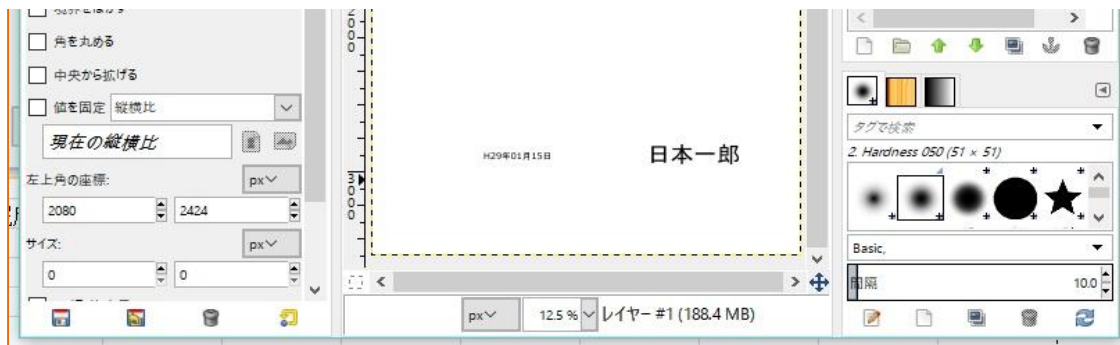 角を丸める
中央から拡げる
値を固定 縦横比
現在の縦横比
左上角の座標: px
2080 2424
サイズ: px
0 0
200
300
H29年01月15日 日本一郎
px 12.5 % レイヤー #1 (188.4 MB)
タグで検索
2. Hardness 050 (51 × 51)
Basic,
間隔 10.0